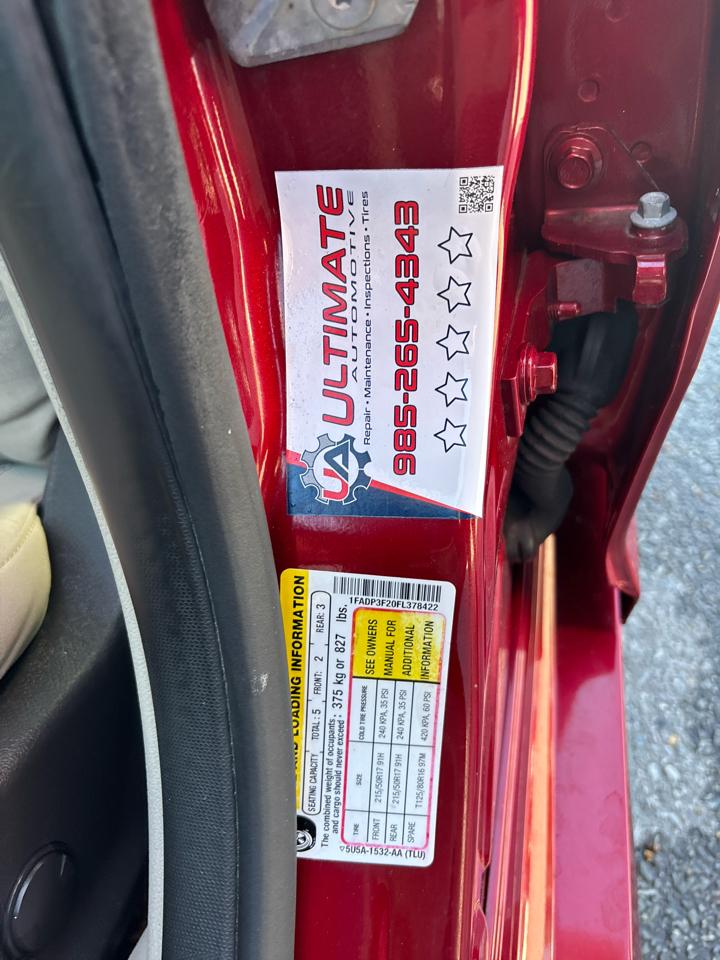 ULTIMATE
AUTOMOTIVE
Repair • Maintenance • Inspections • Tires
985-265-4343
UA
AND LOADING INFORMATION
SEATING CAPACITY TOTAL: 5 FRONT: 2 REAR: 3
The combined weight of occupants
and cargo should never exceed: 375 kg or 827 lbs.
1FADP3F20FL378422
TIRE SIZE COLD TIRE PRESSURE
FRONT 215/50R17 91H 240 KPA, 35 PSI
REAR 215/50R17 91H 240 KPA, 35 PSI
SPARE T125/80R16 97M 420 KPA, 60 PSI
SEE OWNERS
MANUAL FOR
ADDITIONAL
INFORMATION
5U5A-1532-AA (TLU)